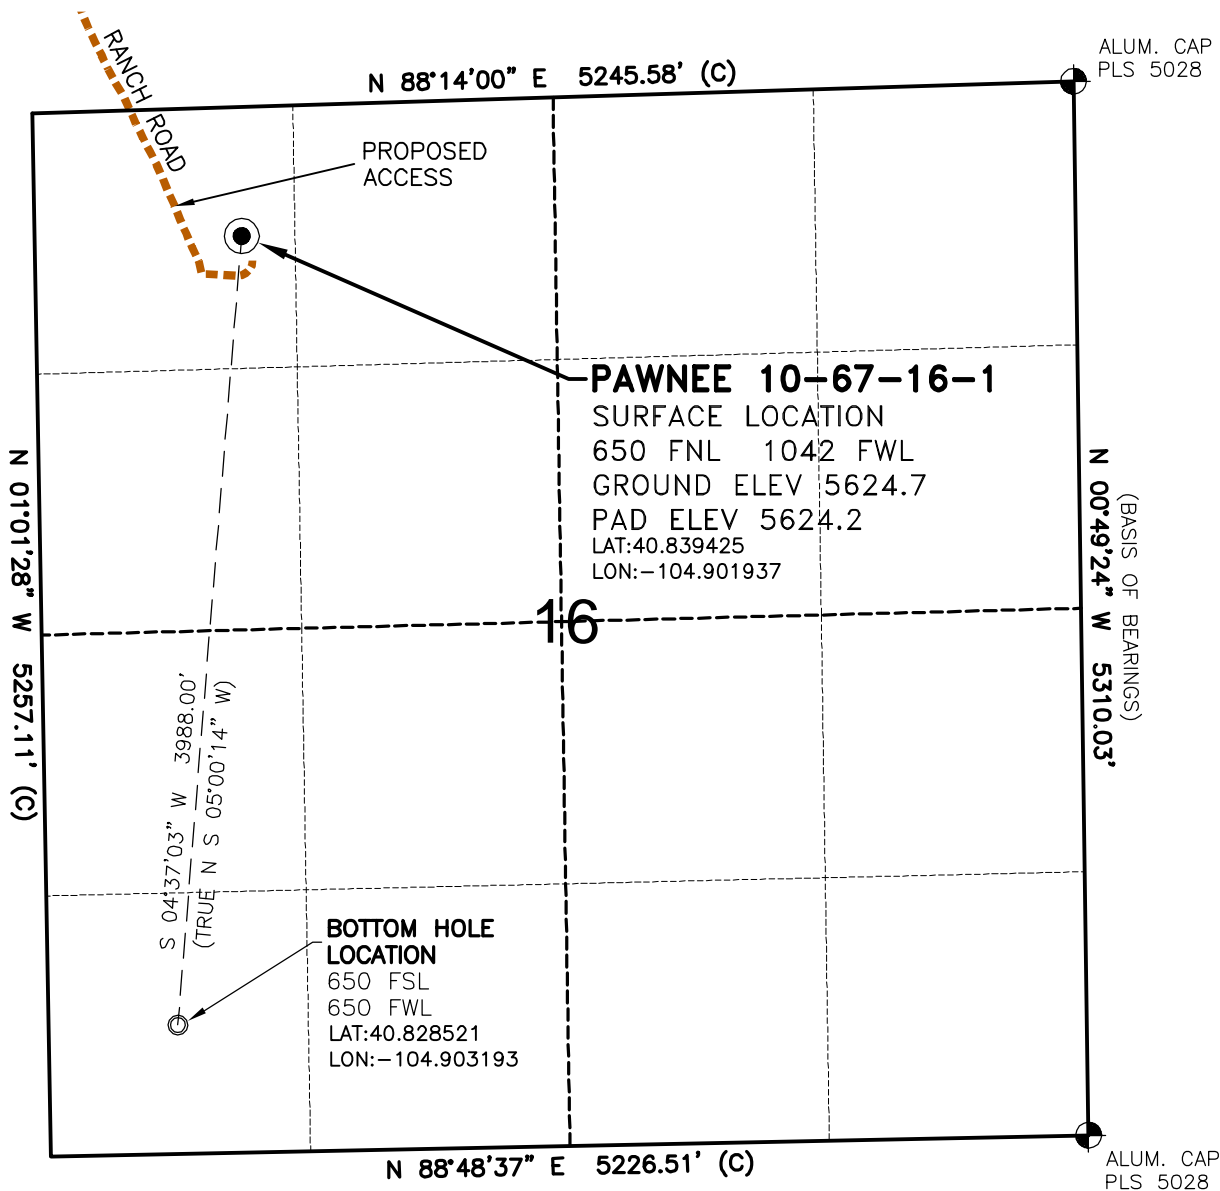 ALUM. CAP
PLS 5028
N 88°14'00" E 5245.58' (C)
RANCH ROAD
PROPOSED
ACCESS
PAWNEE 10-67-16-1
SURFACE LOCATION
650 FNL 1042 FWL
GROUND ELEV 5624.7
PAD ELEV 5624.2
LAT:40.839425
LON:-104.901937
N 01°01'28" W 5257.11' (C)
N 00°49'24" W 5310.03'
(BASIS OF BEARINGS)
16
S 04°37'03" W 3988.00'
(TRUE N S 05°00'14" W)
BOTTOM HOLE
LOCATION
650 FSL
650 FWL
LAT:40.828521
LON:-104.903193
N 88°48'37" E 5226.51' (C)
ALUM. CAP
PLS 5028